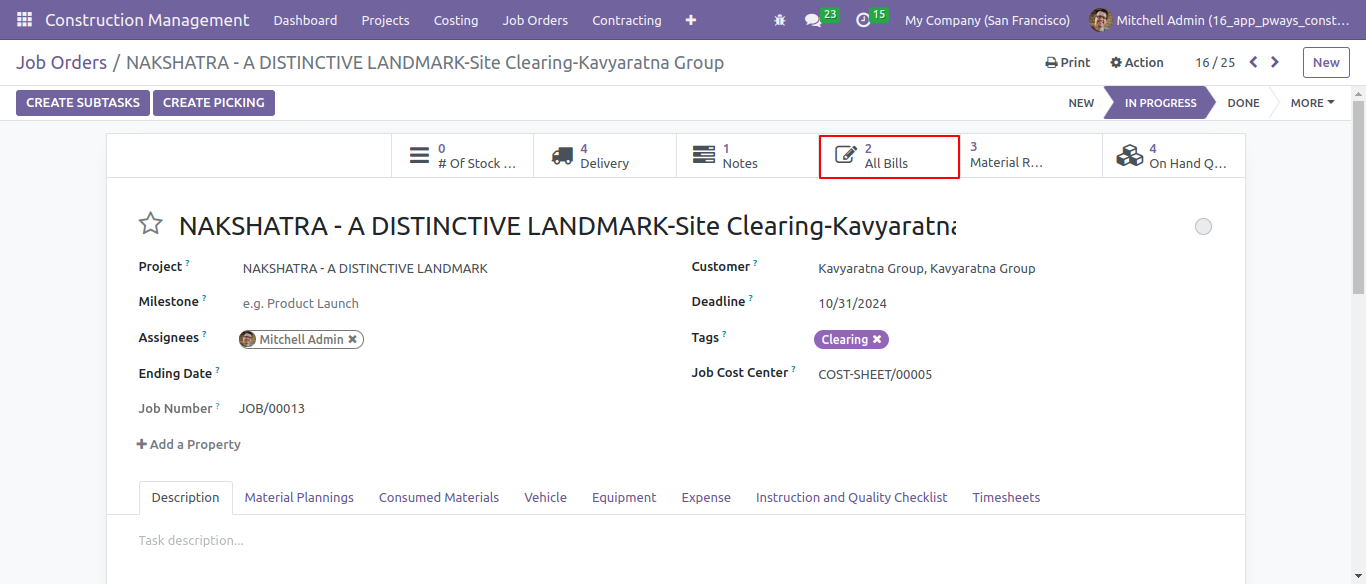 Construction Management Dashboard Projects Costing Job Orders Contracting 23 15 My Company (San Francisco) Mitchell Admin (16_app_pways_const...
Job Orders / NAKSHATRA - A DISTINCTIVE LANDMARK-Site Clearing-Kavyaratna Group Print Action 16 / 25 New
CREATE SUBTASKS CREATE PICKING NEW IN PROGRESS DONE MORE
0 4 1 2 3 4
# Of Stock ... Delivery Notes All Bills Material R... On Hand Q...
NAKSHATRA - A DISTINCTIVE LANDMARK-Site Clearing-Kavyaratna
Project ? NAKSHATRA - A DISTINCTIVE LANDMARK Customer ? Kavyaratna Group, Kavyaratna Group
Milestone ? e.g. Product Launch Deadline ? 10/31/2024
Assignees ? Mitchell Admin Tags ? Clearing
Ending Date ? Job Cost Center ? COST-SHEET/00005
Job Number ? JOB/00013
Add a Property
Description Material Plannings Consumed Materials Vehicle Equipment Expense Instruction and Quality Checklist Timesheets
Task description...